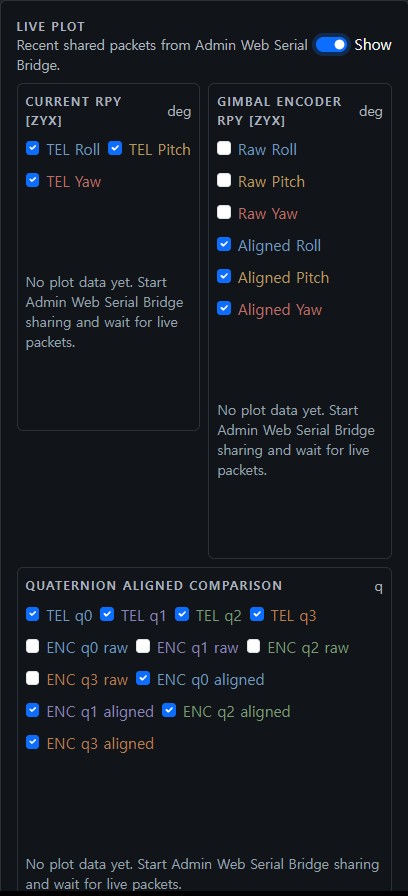 LIVE PLOT
Recent shared packets from Admin Web Serial
Bridge.
Show
CURRENT RPY
[ZYX]
deg
TEL Roll TEL Pitch
TEL Yaw
No plot data yet. Start
Admin Web Serial Bridge
sharing and wait for live
packets.
GIMBAL ENCODER
RPY [ZYX]
deg
Raw Roll
Raw Pitch
Raw Yaw
Aligned Roll
Aligned Pitch
Aligned Yaw
No plot data yet. Start
Admin Web Serial Bridge
sharing and wait for live
packets.
QUATERNION ALIGNED COMPARISON q
TEL q0 TEL q1 TEL q2 TEL q3
ENC q0 raw ENC q1 raw ENC q2 raw
ENC q3 raw ENC q0 aligned
ENC q1 aligned ENC q2 aligned
ENC q3 aligned
No plot data yet. Start Admin Web Serial Bridge sharing
and wait for live packets.